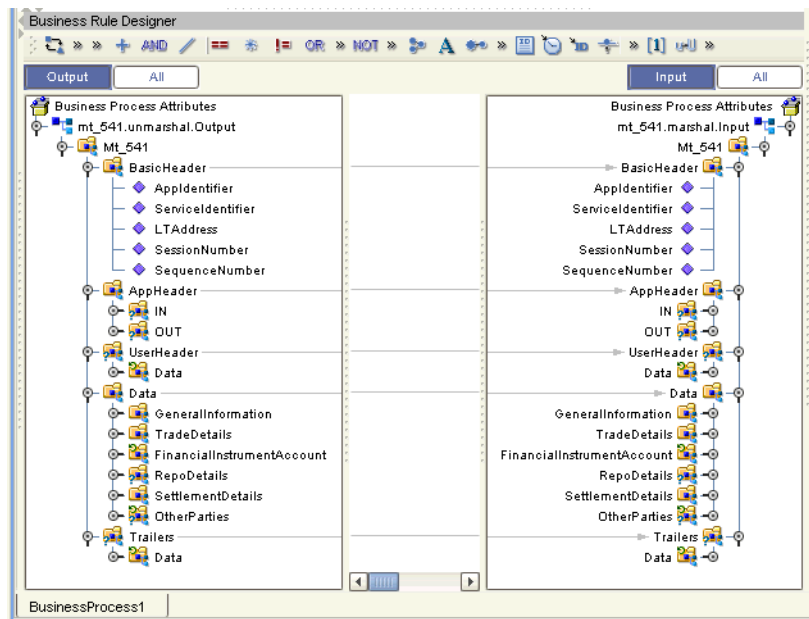 Business Rule Designer
» » AND == != OR » NOT » A » ID ID » [1] »
Output All Input All
Business Process Attributes Business Process Attributes
mt_541.unmarshal.Output mt_541.marshal.Input
Mt_541 Mt_541
BasicHeader BasicHeader
AppIdentifier AppIdentifier
ServiceIdentifier ServiceIdentifier
LTAddress LTAddress
SessionNumber SessionNumber
SequenceNumber SequenceNumber
AppHeader AppHeader
IN IN
OUT OUT
UserHeader UserHeader
Data Data
Data Data
GeneralInformation GeneralInformation
TradeDetails TradeDetails
FinancialInstrumentAccount FinancialInstrumentAccount
RepoDetails RepoDetails
SettlementDetails SettlementDetails
OtherParties OtherParties
Trailers Trailers
Data Data
BusinessProcess1